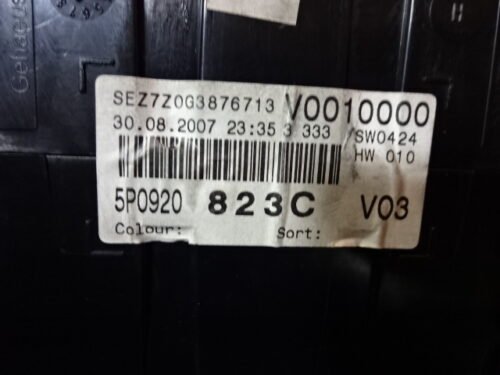 SEZ7Z0G3876713 V0010000
30.08.2007 23:35 3 333 SW0424
HW 010
5P0920 823C V03
Colour: Sort: